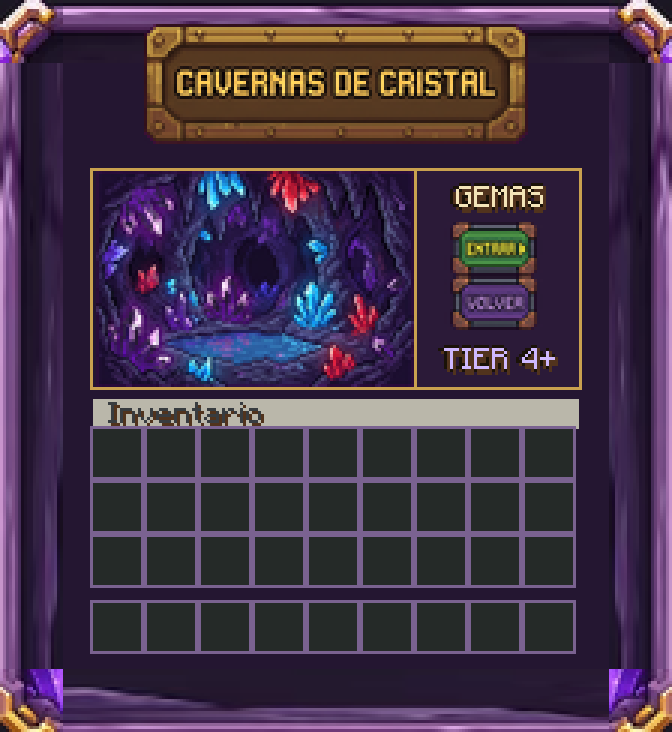 CAVERNAS DE CRISTAL
GEMAS
ENTRAR
VOLVER
TIER 4+
Inventario